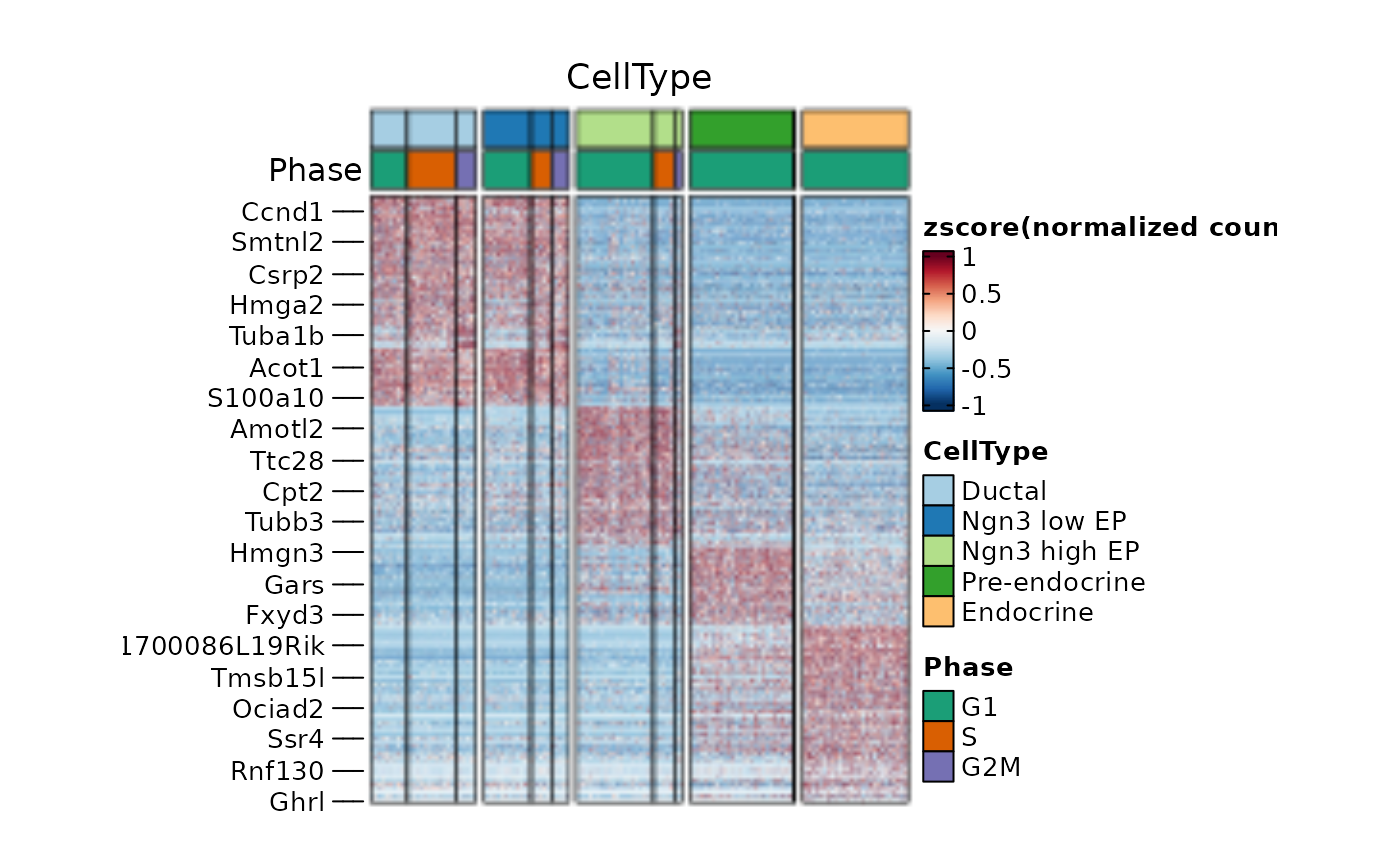 CellType
Phase
Ccnd1
Smtnl2
Csrp2
Hmga2
Tuba1b
Acot1
S100a10
Amotl2
Ttc28
Cpt2
Tubb3
Hmgn3
Gars
Fxyd3
1700086L19Rik
Tmsb15l
Ociad2
Ssr4
Rnf130
Ghrl
zscore(normalized coun
1
0.5
0
-0.5
-1
CellType
Ductal
Ngn3 low EP
Ngn3 high EP
Pre-endocrine
Endocrine
Phase
G1
S
G2M